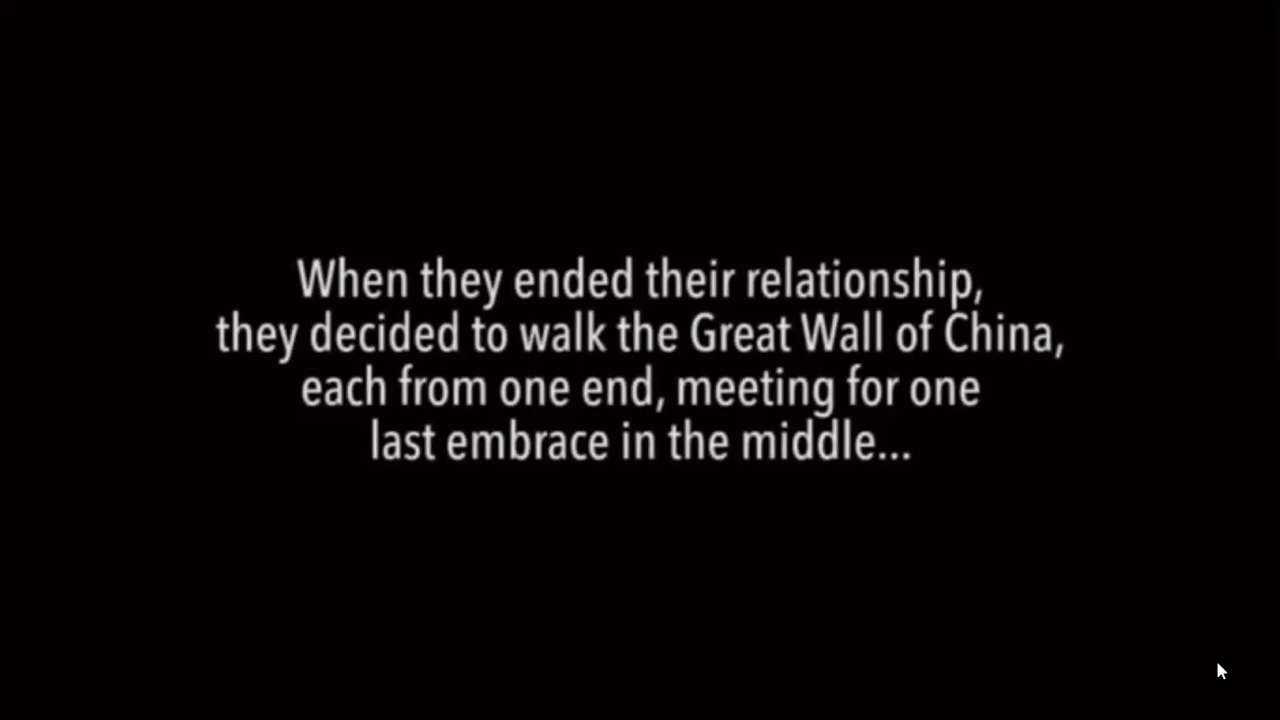 When they ended their relationship,
they decided to walk the Great Wall of China,
each from one end, meeting for one
last embrace in the middle...